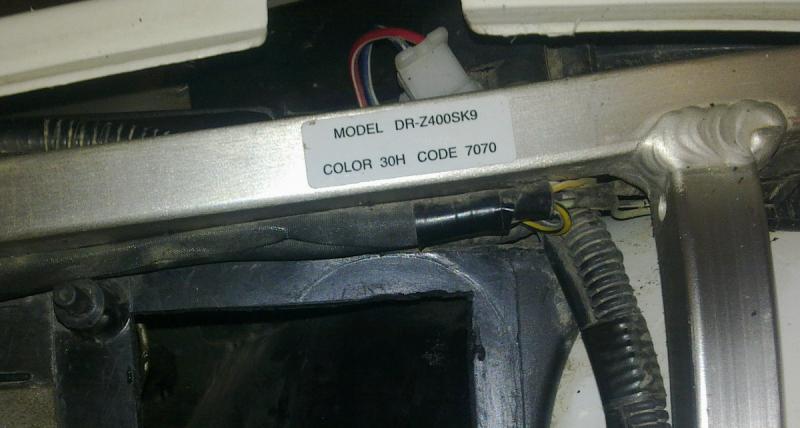 MODEL DR-Z400SK9
COLOR 30H CODE 7070